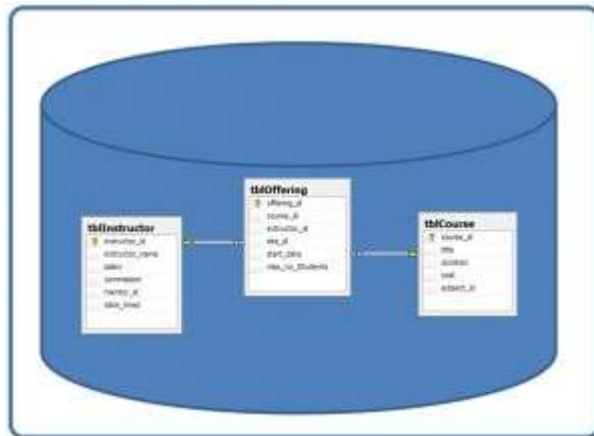 tblInstructor
instructor_id
instructor_name
salary
commission
mentor_id
date_hired
tblOffering
offering_id
course_id
instructor_id
start_date
max_no_Students
tblCourse
course_id
title
duration
cost
subject_id